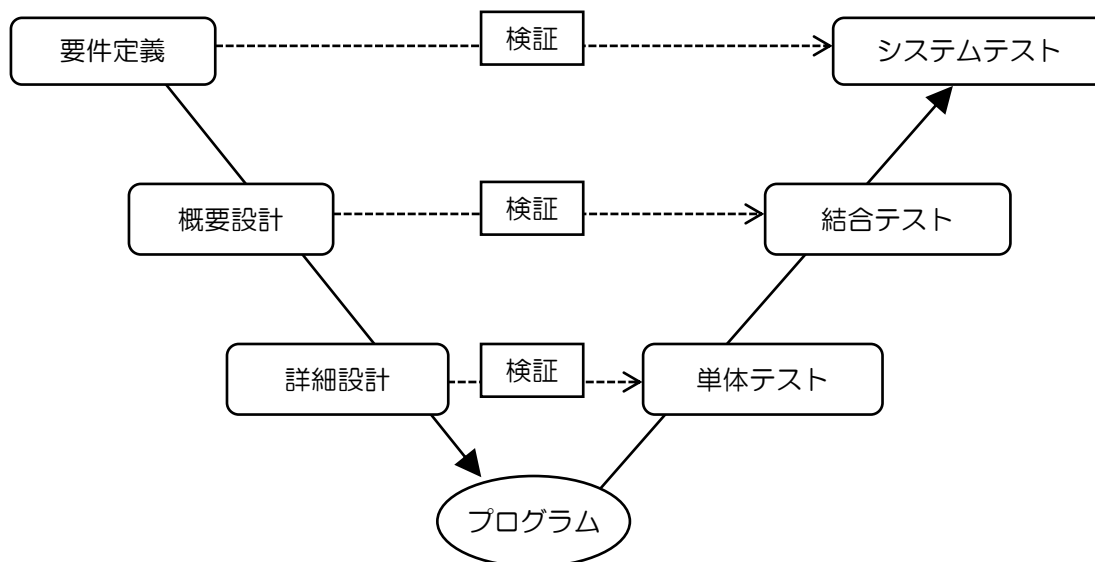 要件定義
検証
システムテスト
概要設計
検証
結合テスト
詳細設計
検証
単体テスト
プログラム